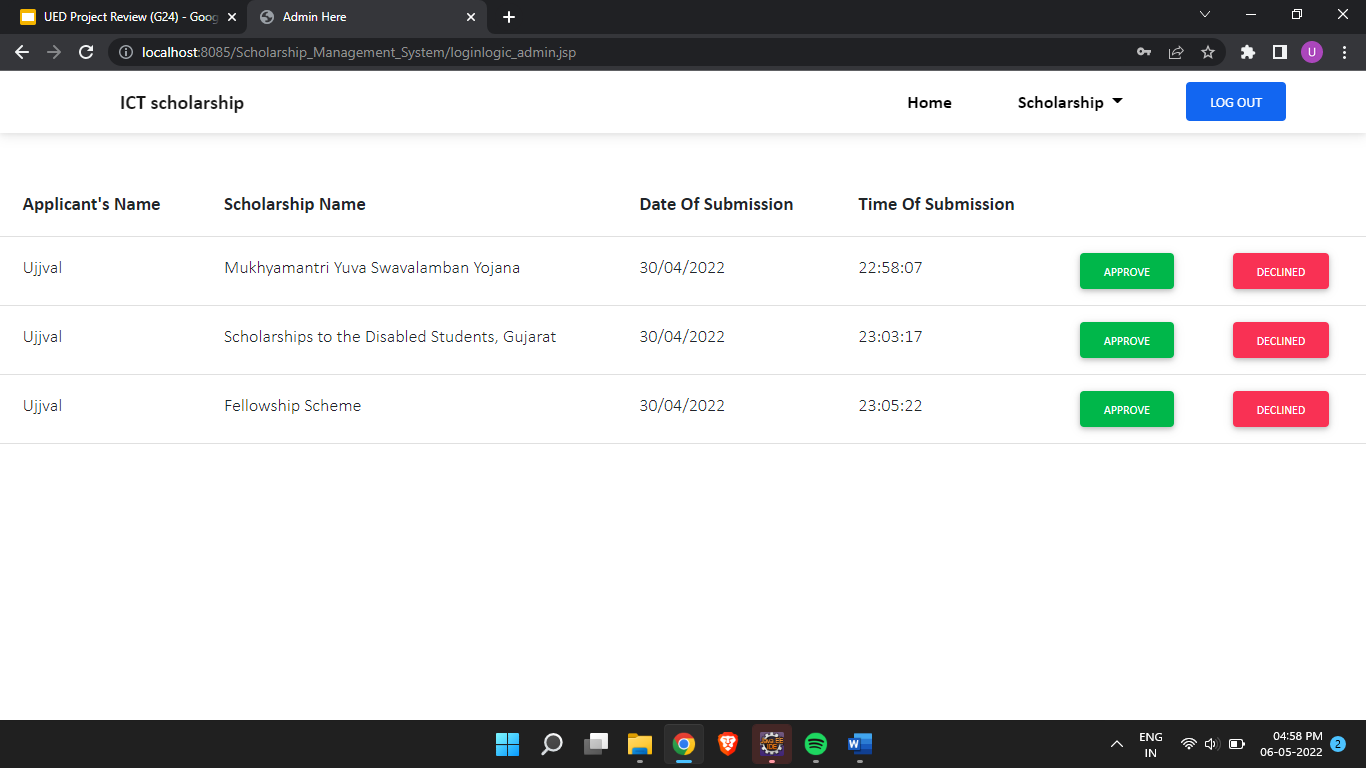 UED Project Review (G24) - Goog
Admin Here
localhost:8085/Scholarship_Management_System/loginlogic_admin.jsp
U
ICT scholarship
Home
Scholarship
LOG OUT
Applicant's Name Scholarship Name Date Of Submission Time Of Submission
Ujjval Mukhyamantri Yuva Swavalamban Yojana 30/04/2022 22:58:07 APPROVE DECLINED
Ujjval Scholarships to the Disabled Students, Gujarat 30/04/2022 23:03:17 APPROVE DECLINED
Ujjval Fellowship Scheme 30/04/2022 23:05:22 APPROVE DECLINED
W
ENG
IN
04:58 PM
06-05-2022
2